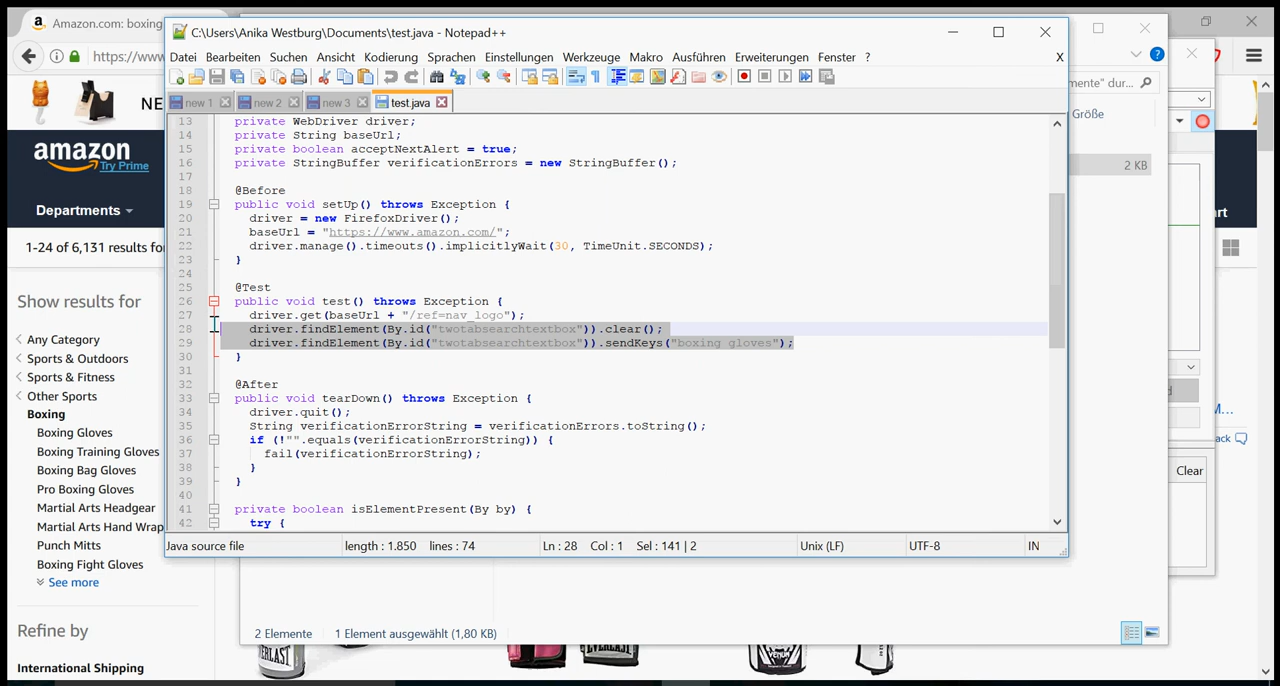 Amazon.com: boxing
https://www
NE
amazon
Try Prime
Departments
1-24 of 6,131 results fo
Show results for
Any Category
Sports & Outdoors
Sports & Fitness
Other Sports
Boxing
Boxing Gloves
Boxing Training Gloves
Boxing Bag Gloves
Pro Boxing Gloves
Martial Arts Headgear
Martial Arts Hand Wrap
Punch Mitts
Boxing Fight Gloves
See more
Refine by
International Shipping
C:\Users\Anika Westburg\Documents\test.java - Notepad++
Datei Bearbeiten Suchen Ansicht Kodierung Sprachen Einstellungen Werkzeuge Makro Ausführen Erweiterungen Fenster ? X
new 1 new 2 new 3 test.java
13 private WebDriver driver;
14 private String baseUrl;
15 private boolean acceptNextAlert = true;
16 private StringBuffer verificationErrors = new StringBuffer();
17
18 @Before
19 public void setUp() throws Exception {
20 driver = new FirefoxDriver();
21 baseUrl = "https://www.amazon.com/";
22 driver.manage().timeouts().implicitlyWait(30, TimeUnit.SECONDS);
23 }
24
25 @Test
26 public void test() throws Exception {
27 driver.get(baseUrl + "/ref=nav_logo");
28 driver.findElement(By.id("twotabsearchtextbox")).clear();
29 driver.findElement(By.id("twotabsearchtextbox")).sendKeys("boxing gloves");
30 }
31
32 @After
33 public void tearDown() throws Exception {
34 driver.quit();
35 String verificationErrorString = verificationErrors.toString();
36 if (!"".equals(verificationErrorString)) {
37 fail(verificationErrorString);
38 }
39 }
40
41 private boolean isElementPresent(By by) {
42 try {
Java source file length : 1.850 lines : 74 Ln : 28 Col : 1 Sel : 141 | 2 Unix (LF) UTF-8 IN
2 Elemente 1 Element ausgewählt (1,80 KB)
mente" dur...
Größe
2 KB
rt
M...
ack
Clear
EVERLAST
VENUM